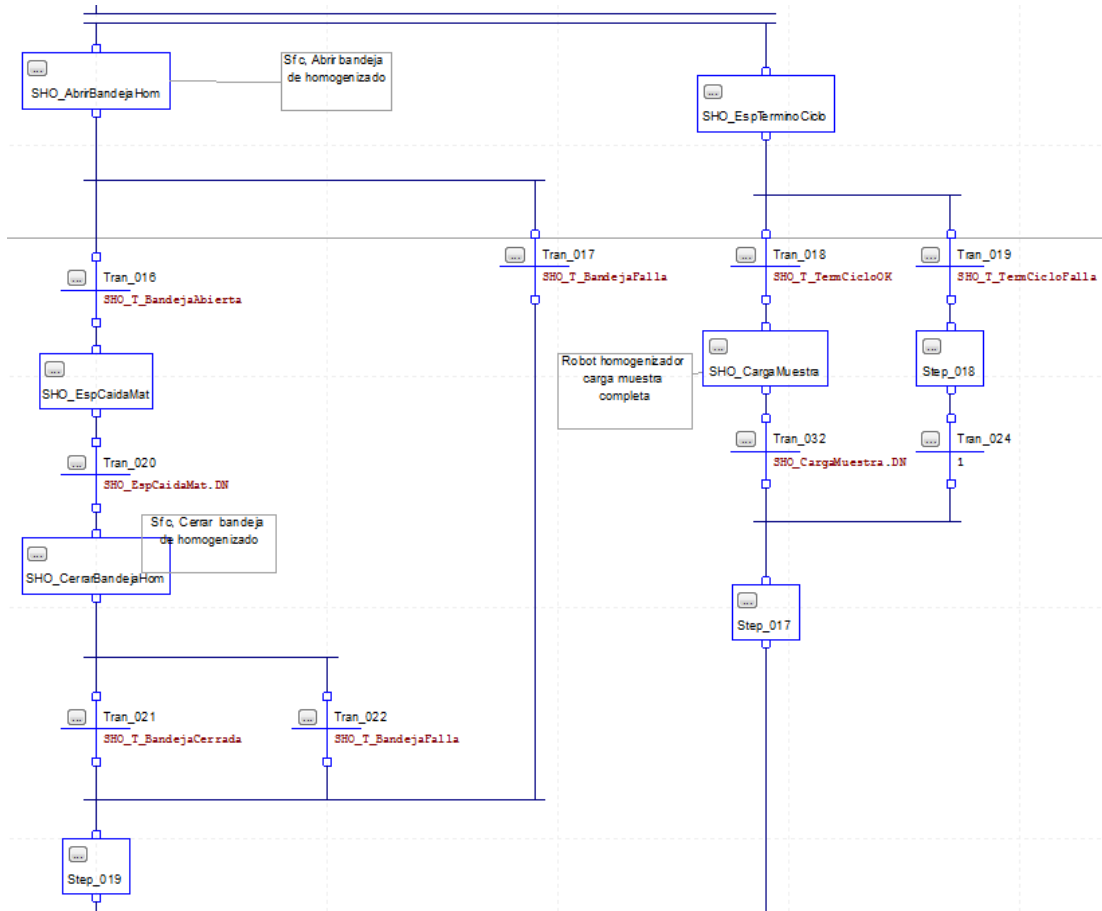 Sfc, Abrir bandeja
de homogenizado
SHO_AbrirBandejaHom
SHO_EspTerminoCiclo
Tran_016
SHO_T_BandejaAbierta
Tran_017
SHO_T_BandejaFalla
Tran_018
SHO_T_TermCicloOK
Tran_019
SHO_T_TermCicloFalla
SHO_EspCaidaMat
Robot homogenizador
carga muestra
completa
SHO_CargaMuestra
Step_018
Tran_020
SHO_EspCaidaMat.DN
Tran_032
SHO_CargaMuestra.DN
Tran_024
1
Sfc, Cerrar bandeja
de homogenizado
SHO_CerrarBandejaHom
Step_017
Tran_021
SHO_T_BandejaCerrada
Tran_022
SHO_T_BandejaFalla
Step_019